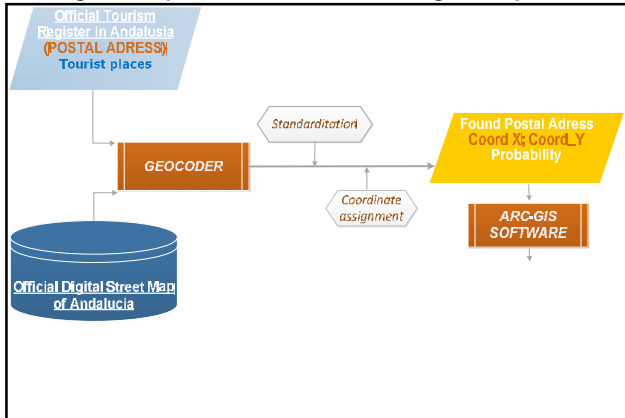 Official Tourism
Register in Andalusia
(POSTAL ADRESS)
Tourist places
Standarditation
Found Postal Adress
Coord X; Coord_Y
Probability
GEOCODER
Coordinate
assignment
ARC-GIS
SOFTWARE
Official Digital Street Map
of Andalucia